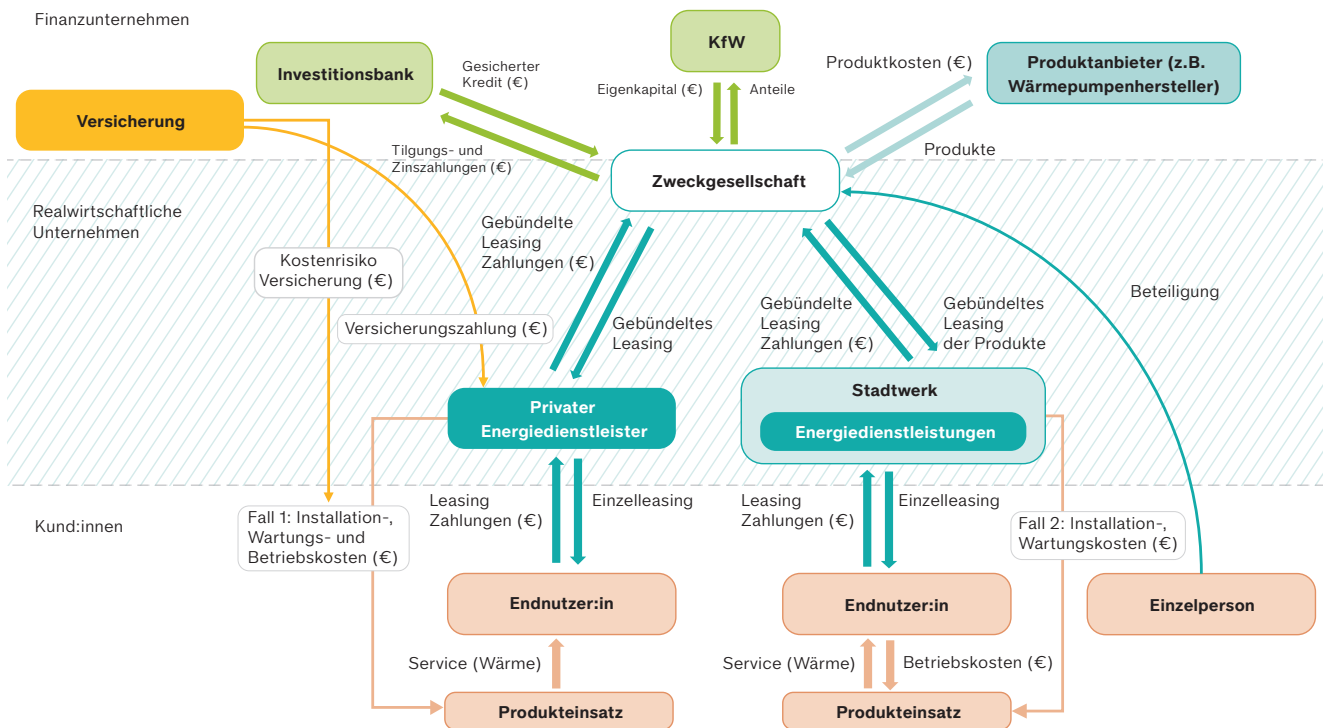 Finanzunternehmen
KfW
Investitionsbank
Gesicherter
Kredit (€)
Eigenkapital (€)
Anteile
Produktkosten (€)
Produktanbieter (z.B.
Wärmepumpenhersteller)
Versicherung
Tilgungs- und
Zinszahlungen (€)
Produkte
Zweckgesellschaft
Realwirtschaftliche
Unternehmen
Gebündelte
Leasing
Zahlungen (€)
Kostenrisiko
Versicherung (€)
Versicherungszahlung (€)
Gebündeltes
Leasing
Gebündelte
Leasing
Zahlungen (€)
Gebündeltes
Leasing
der Produkte
Beteiligung
Privater
Energiedienstleister
Stadtwerk
Energiedienstleistungen
Kund:innen
Leasing
Zahlungen (€)
Einzelleasing
Leasing
Zahlungen (€)
Einzelleasing
Fall 1: Installation-,
Wartungs- und
Betriebskosten (€)
Fall 2: Installation-,
Wartungskosten (€)
Endnutzer:in
Endnutzer:in
Einzelperson
Service (Wärme)
Service (Wärme)
Betriebskosten (€)
Produkteinsatz
Produkteinsatz